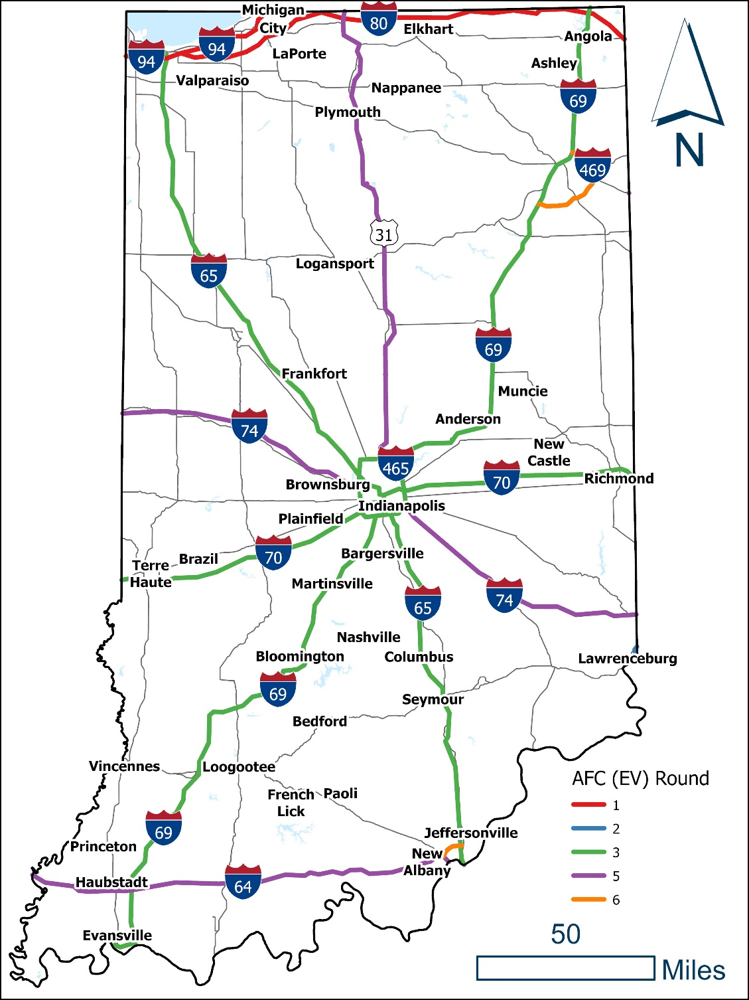 Michigan
City
80
Elkhart
Angola
94
94
LaPorte
Ashley
Valparaiso
Nappanee
69
Plymouth
N
469
31
Logansport
65
69
Frankfort
Muncie
Anderson
74
New
Castle
465
70
Richmond
Brownsburg
Indianapolis
Plainfield
70
Bargersville
Brazil
Terre
Haute
Martinsville
65
74
Nashville
Bloomington
Columbus
Lawrenceburg
69
Seymour
Bedford
Vincennes
Loogootee
French
Lick
Paoli
69
Jeffersonville
Princeton
New
Albany
Haubstadt
64
Evansville
AFC (EV) Round
1
2
3
5
6
50
Miles